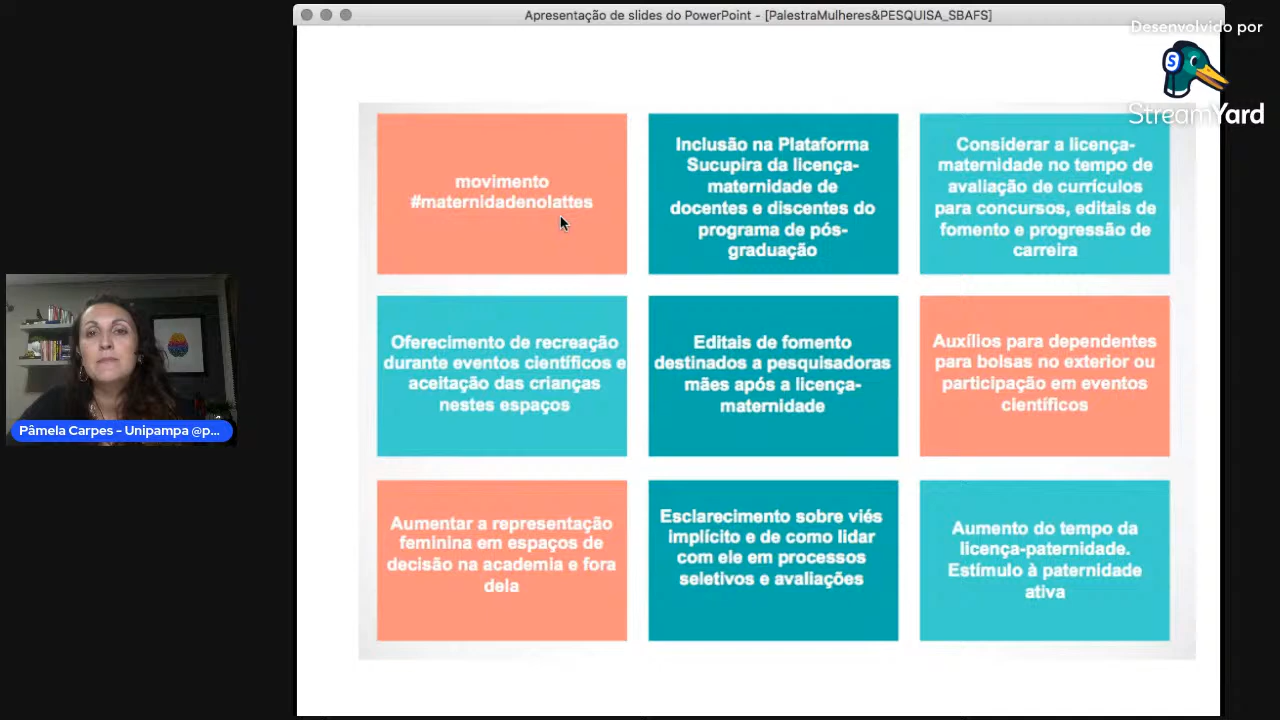 Apresentação de slides do PowerPoint - [PalestraMulheres&PESQUISA_SBAFS]
Desenvolvido por
S
StreamYard
movimento
#maternidadenolattes
Inclusão na Plataforma
Sucupira da licença-
maternidade de
docentes e discentes do
programa de pós-
graduação
Considerar a licença-
maternidade no tempo de
avaliação de currículos
para concursos, editais de
fomento e progressão de
carreira
Oferecimento de recreação
durante eventos científicos e
aceitação das crianças
nestes espaços
Editais de fomento
destinados a pesquisadoras
mães após a licença-
maternidade
Auxílios para dependentes
para bolsas no exterior ou
participação em eventos
científicos
Aumentar a representação
feminina em espaços de
decisão na academia e fora
dela
Esclarecimento sobre viés
implícito e de como lidar
com ele em processos
seletivos e avaliações
Aumento do tempo da
licença-paternidade.
Estímulo à paternidade
ativa
Pâmela Carpes - Unipampa @p...